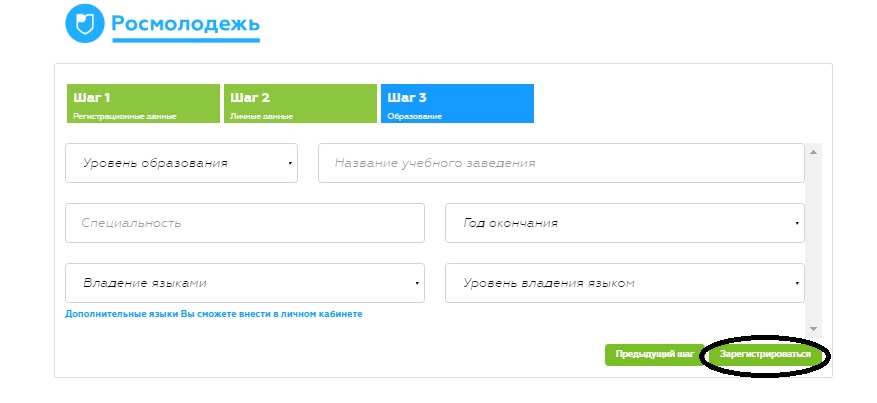 Росмолодежь
Шаг 1 Шаг 2 Шаг 3
Регистрационные данные Личные данные Образование
Уровень образования Название учебного заведения
Специальность Год окончания
Владение языками Уровень владения языком
Дополнительные языки Вы сможете внести в личном кабинете
Предыдущий шаг Зарегистрироваться